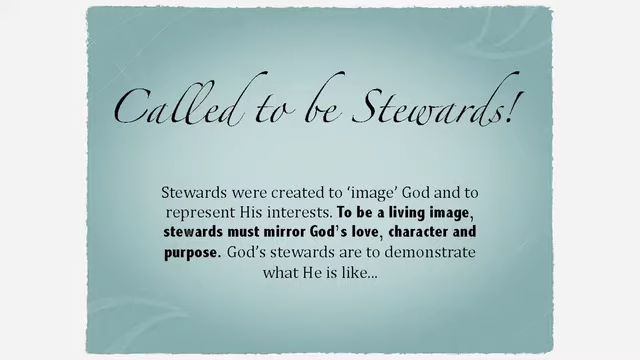 Called to be Stewards!
Stewards were created to ‘image’ God and to
represent His interests. To be a living image,
stewards must mirror God’s love, character and
purpose. God’s stewards are to demonstrate
what He is like...